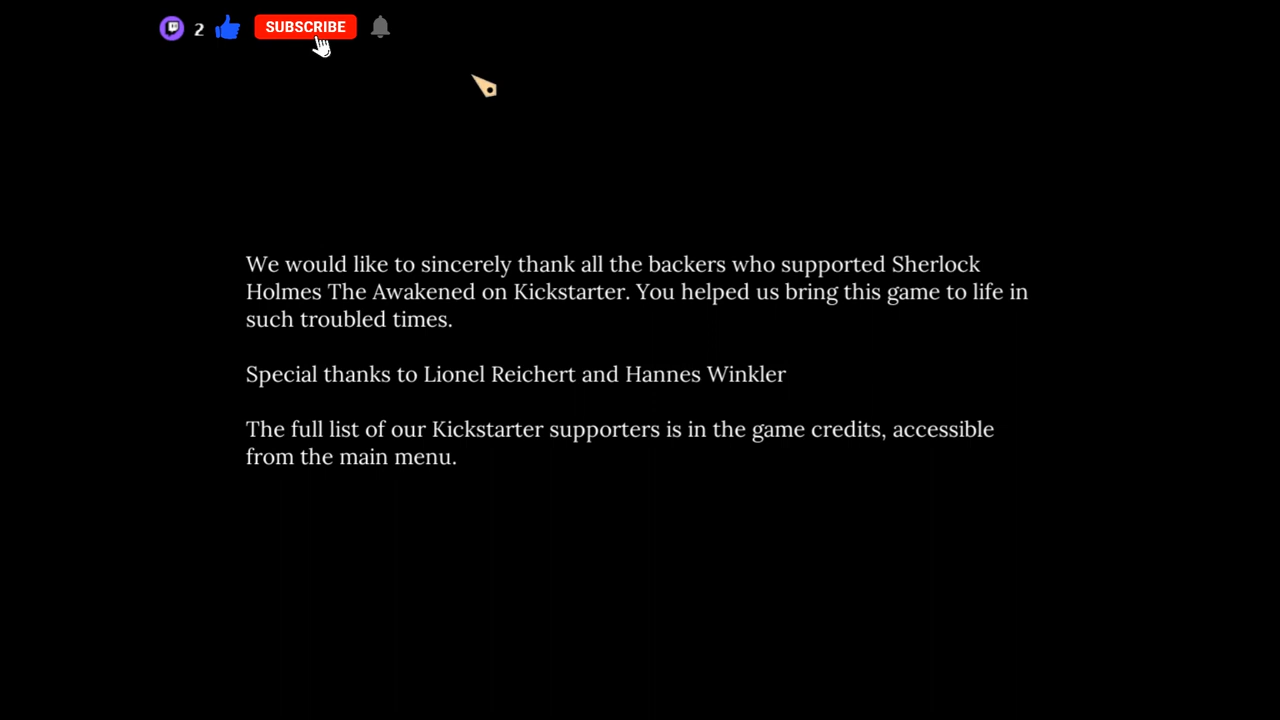 2
SUBSCRIBE
We would like to sincerely thank all the backers who supported Sherlock
Holmes The Awakened on Kickstarter. You helped us bring this game to life in
such troubled times.
Special thanks to Lionel Reichert and Hannes Winkler
The full list of our Kickstarter supporters is in the game credits, accessible
from the main menu.